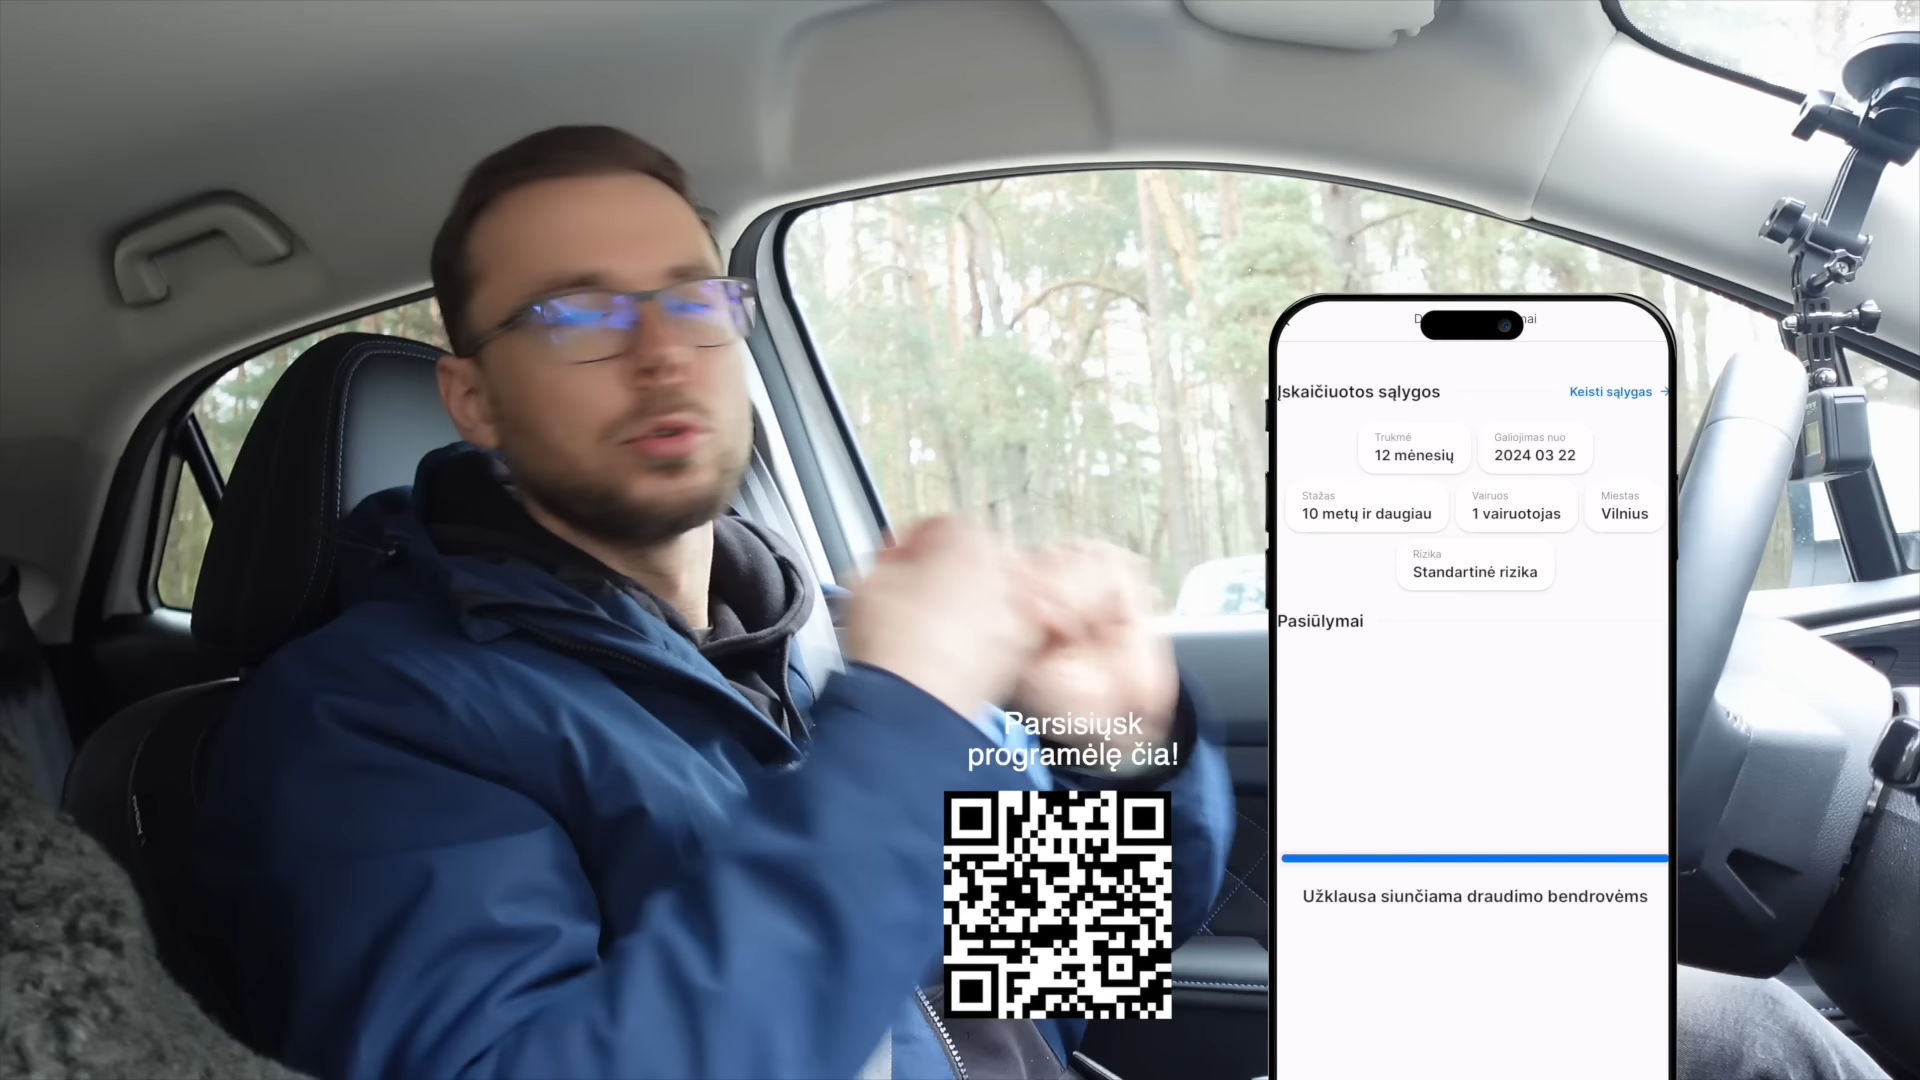 Įskaičiuotos sąlygos
Keisti sąlygas →
Trukmė
12 mėnesių
Galiojimas nuo
2024 03 22
Stažas
10 metų ir daugiau
Vairuos
1 vairuotojas
Miestas
Vilnius
Rizika
Standartinė rizika
Pasiūlymai
Užklausa siunčiama draudimo bendrovėms
Parsisiųsk
programėlę čia!